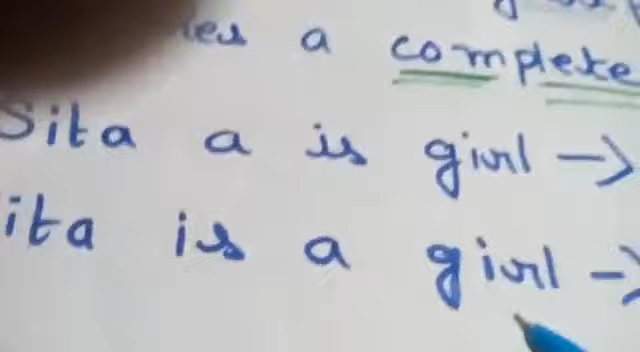 a complete
Sita a is girl →
ita is a girl →